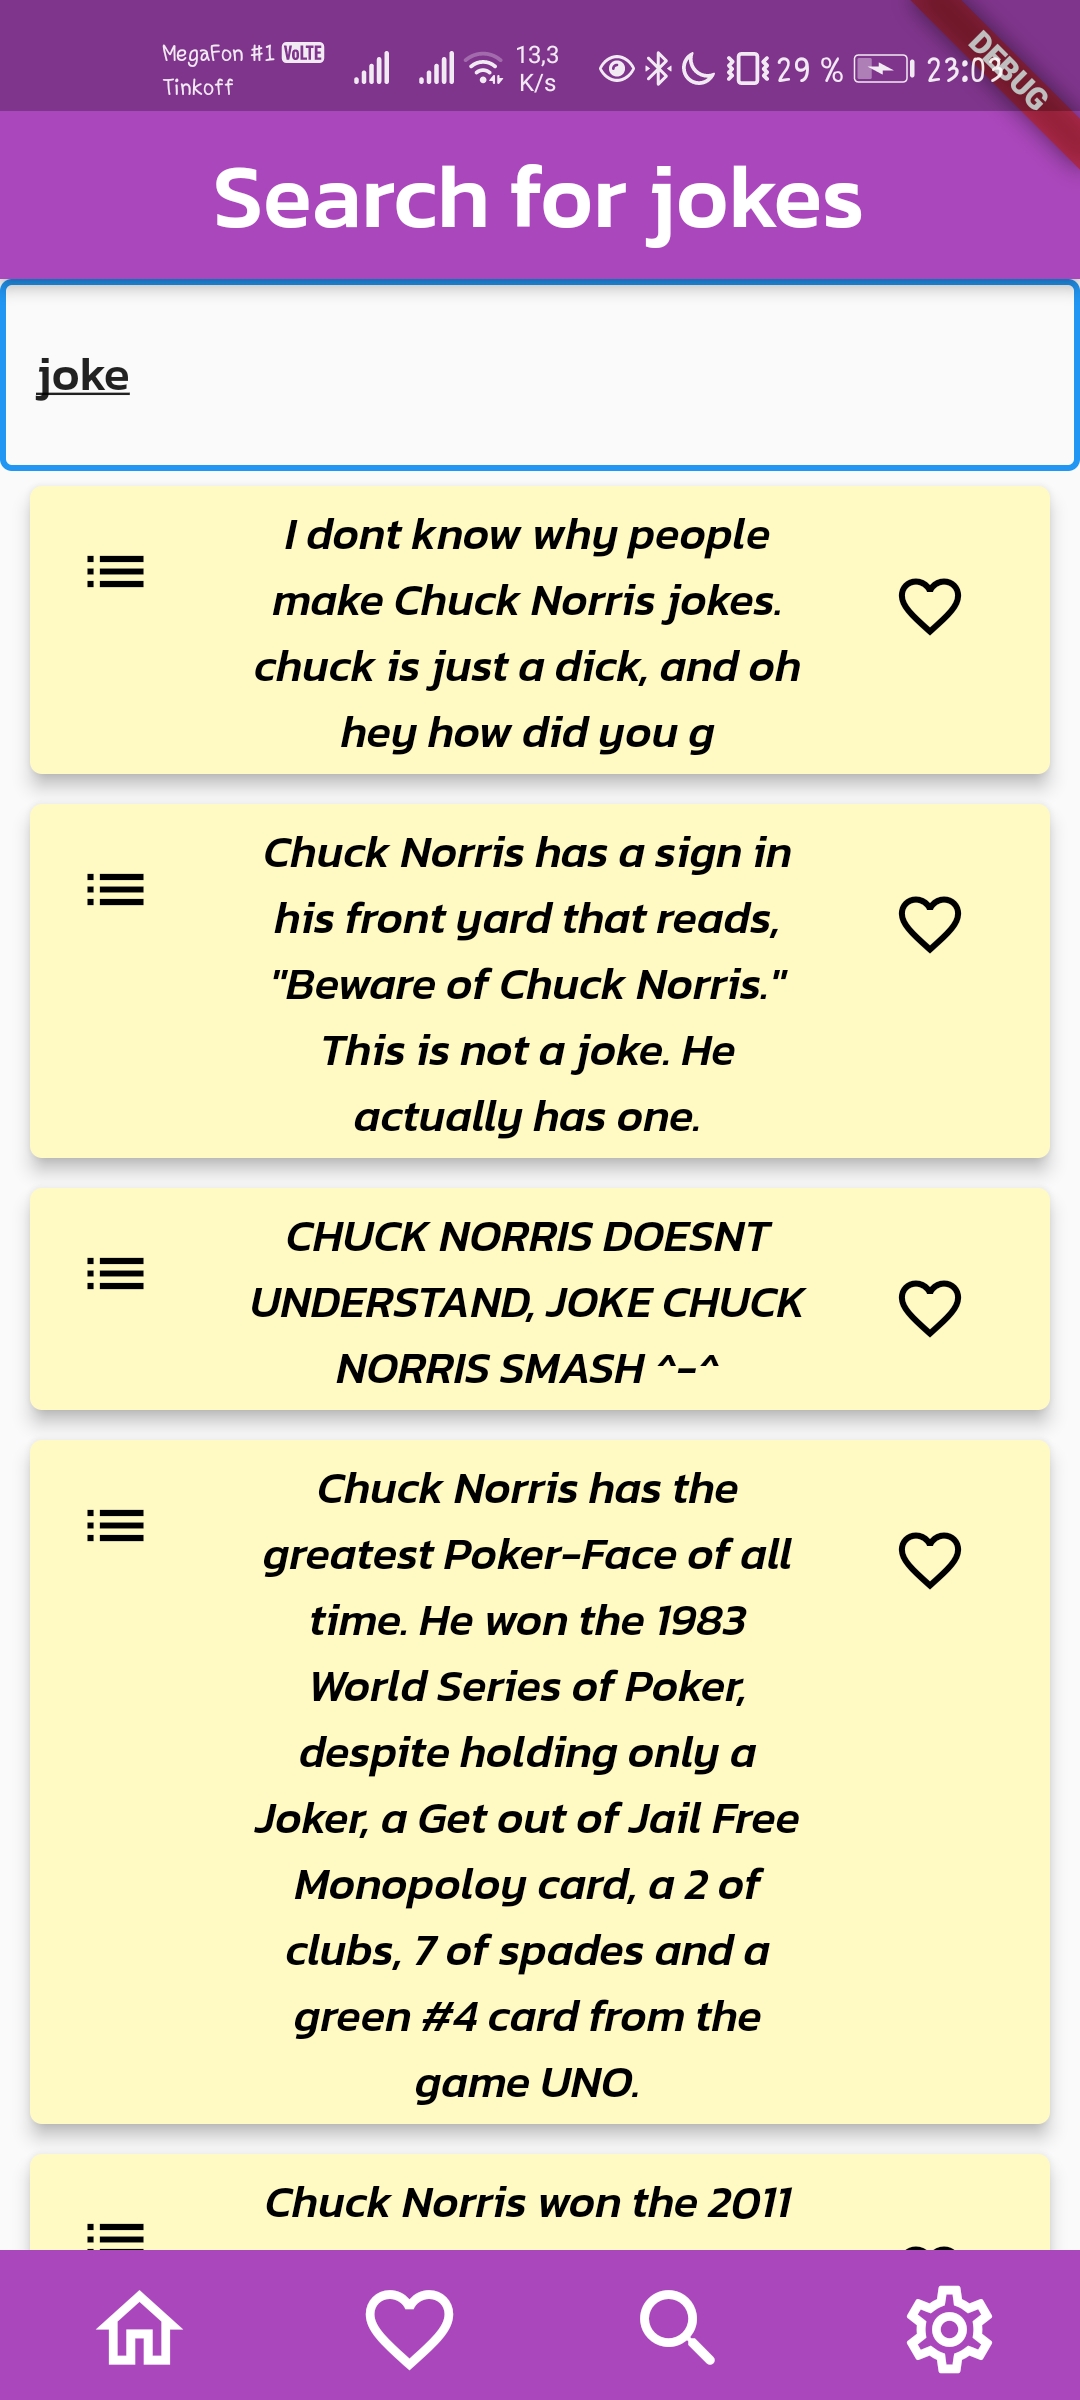 MegaFon #1 VoLTE
Tinkoff
13,3
K/s
29 %
DEBUG
Search for jokes
joke
I dont know why people
make Chuck Norris jokes.
chuck is just a dick, and oh
hey how did you g
Chuck Norris has a sign in
his front yard that reads,
"Beware of Chuck Norris."
This is not a joke. He
actually has one.
CHUCK NORRIS DOESNT
UNDERSTAND, JOKE CHUCK
NORRIS SMASH ^-^
Chuck Norris has the
greatest Poker-Face of all
time. He won the 1983
World Series of Poker,
despite holding only a
Joker, a Get out of Jail Free
Monopoloy card, a 2 of
clubs, 7 of spades and a
green #4 card from the
game UNO.
Chuck Norris won the 2011